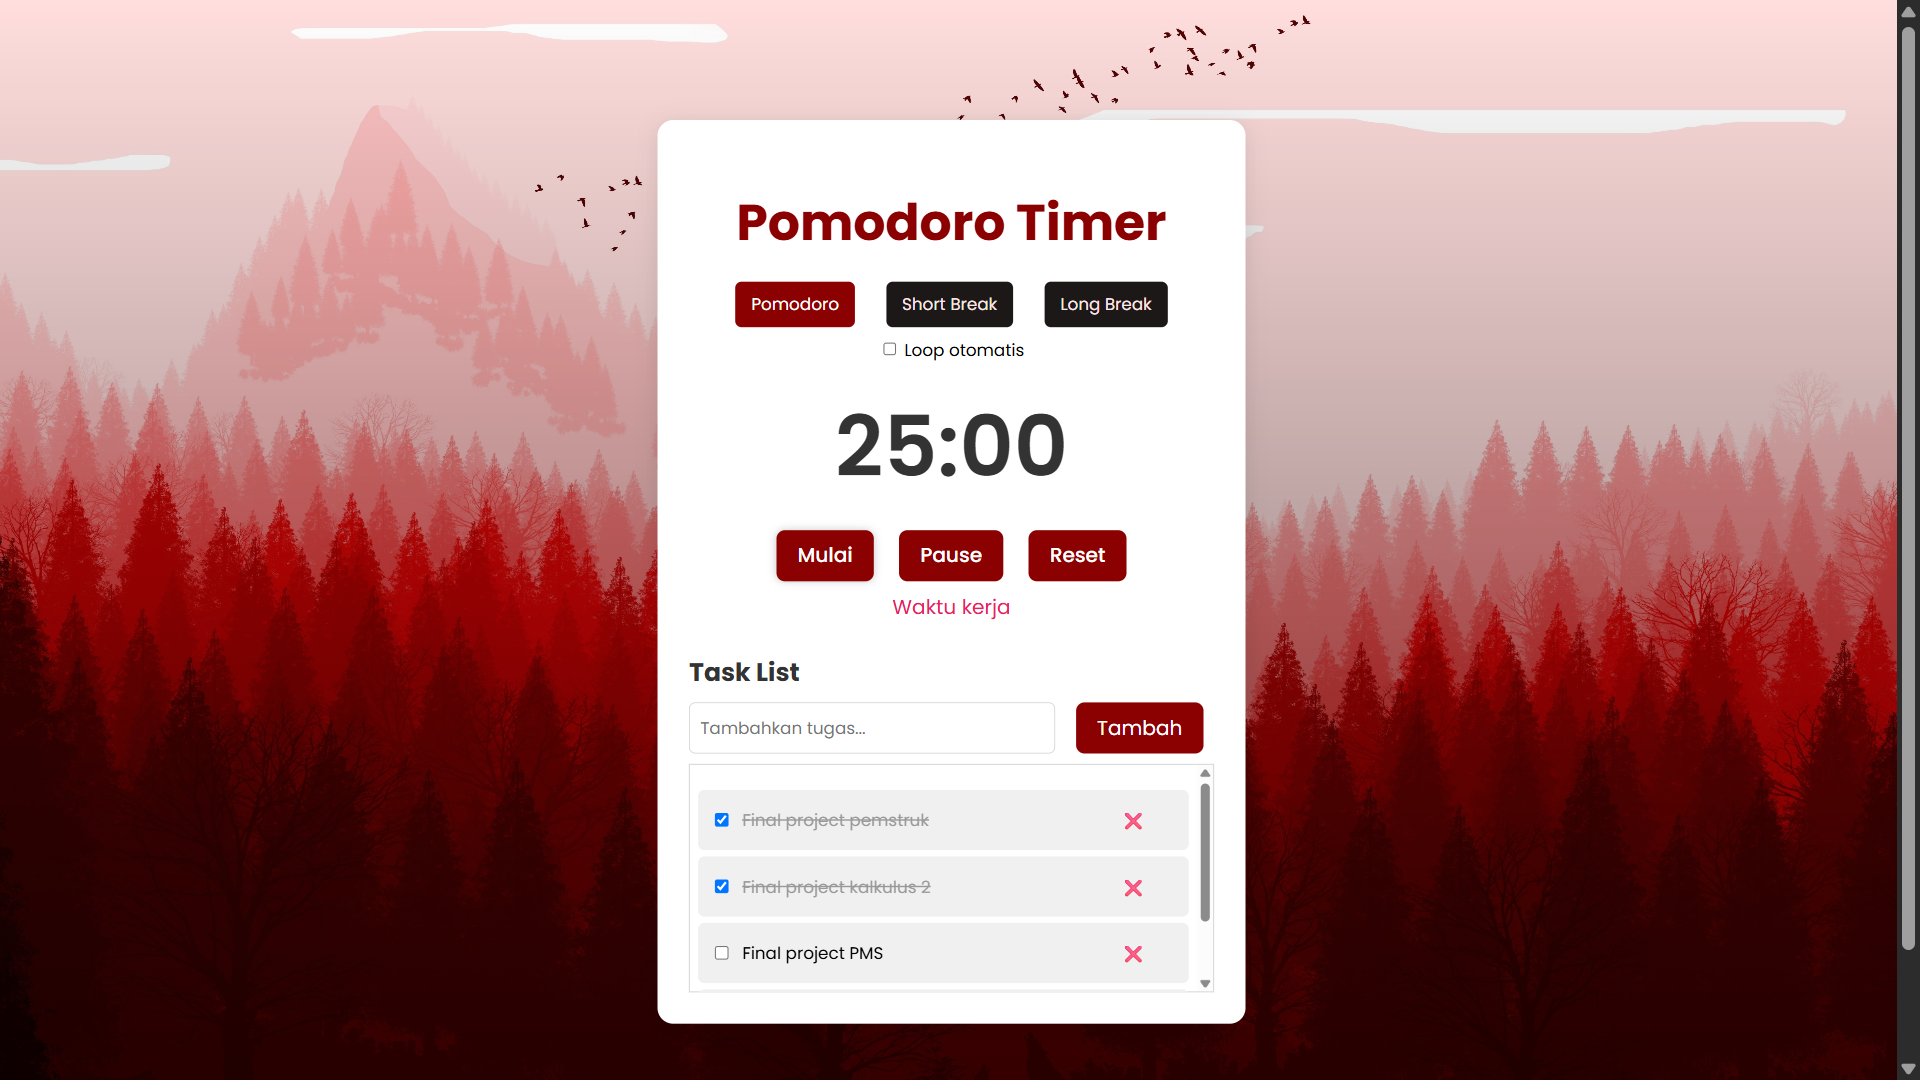 Pomodoro Timer
Pomodoro Short Break Long Break
Loop otomatis
25:00
Mulai Pause Reset
Waktu kerja
Task List
Tambahkan tugas... Tambah
Final project pemstruk
Final project kalkulus 2
Final project PMS